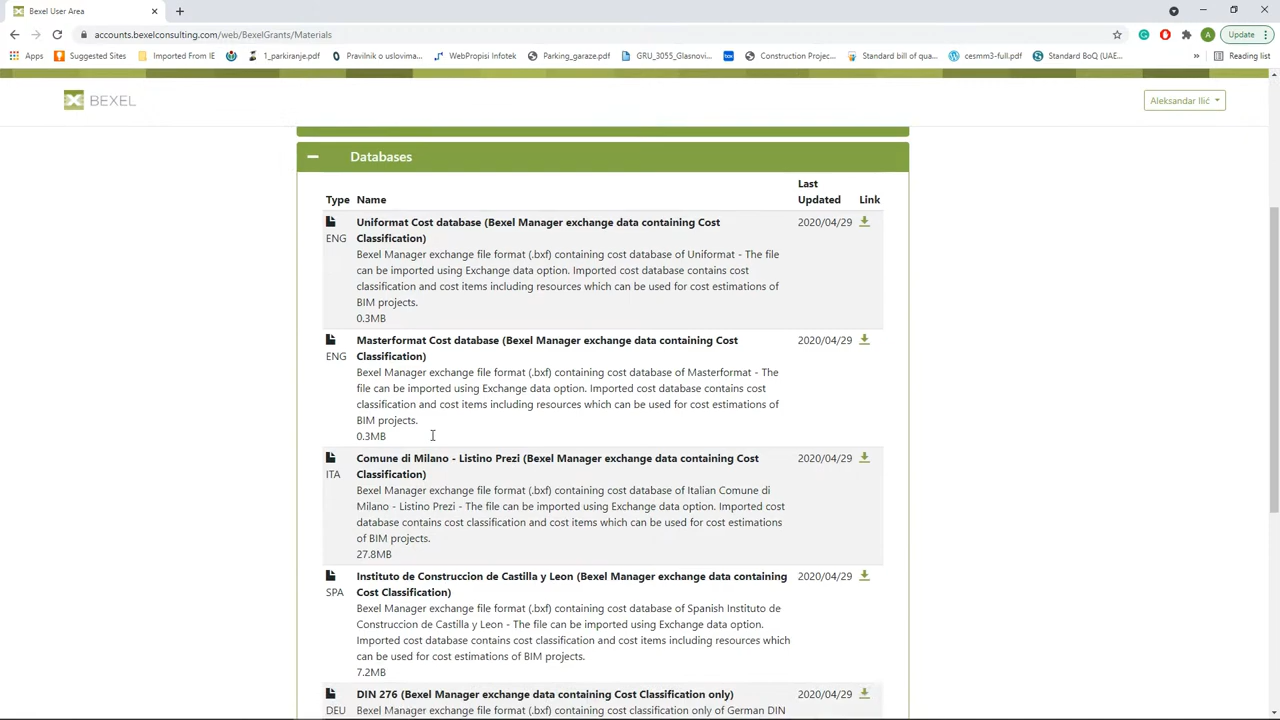 Bexel User Area
accounts.bexelconsulting.com/web/BexelGrants/Materials
A
Update
Apps
Suggested Sites
Imported From IE
1_parkiranje.pdf
Pravilnik o uslovima...
WebPropisi Infotek
Parking_garaze.pdf
GRU_3055_Glasnovi...
Construction Projec...
Standard bill of qua...
cesmm3-full.pdf
Standard BoQ (UAE...
»
Reading list
BEXEL
Aleksandar Ilić
Databases
Type Name Last Updated Link
Uniformat Cost database (Bexel Manager exchange data containing Cost 2020/04/29
ENG Classification)
Bexel Manager exchange file format (.bxf) containing cost database of Uniformat - The file
can be imported using Exchange data option. Imported cost database contains cost
classification and cost items including resources which can be used for cost estimations of
BIM projects.
0.3MB
Masterformat Cost database (Bexel Manager exchange data containing Cost 2020/04/29
ENG Classification)
Bexel Manager exchange file format (.bxf) containing cost database of Masterformat - The
file can be imported using Exchange data option. Imported cost database contains cost
classification and cost items including resources which can be used for cost estimations of
BIM projects.
0.3MB
Comune di Milano - Listino Prezi (Bexel Manager exchange data containing Cost 2020/04/29
ITA Classification)
Bexel Manager exchange file format (.bxf) containing cost database of Italian Comune di
Milano - Listino Prezi - The file can be imported using Exchange data option. Imported cost
database contains cost classification and cost items which can be used for cost estimations
of BIM projects.
27.8MB
Instituto de Construccion de Castilla y Leon (Bexel Manager exchange data containing 2020/04/29
SPA Cost Classification)
Bexel Manager exchange file format (.bxf) containing cost database of Spanish Instituto de
Construccion de Castilla y Leon - The file can be imported using Exchange data option.
Imported cost database contains cost classification and cost items including resources which
can be used for cost estimations of BIM projects.
7.2MB
DIN 276 (Bexel Manager exchange data containing Cost Classification only) 2020/04/29
DEU Bexel Manager exchange file format (.bxf) containing cost classification only of German DIN